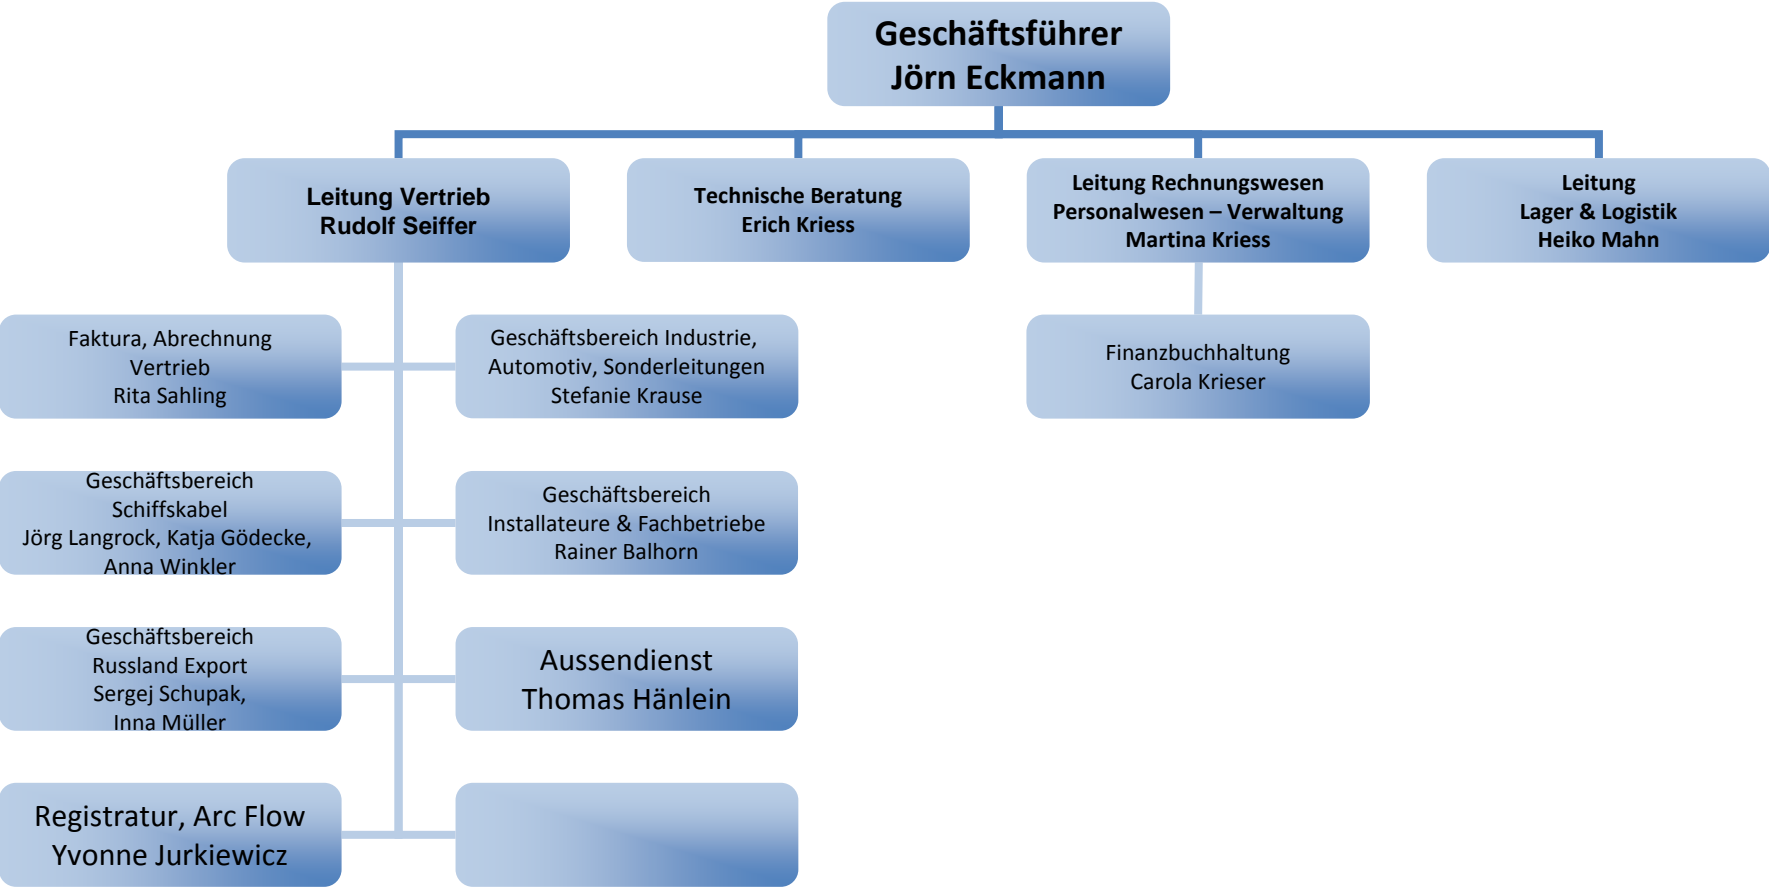 Geschäftsführer
Jörn Eckmann
Leitung Vertrieb
Rudolf Seiffer
Technische Beratung
Erich Kriess
Leitung Rechnungswesen
Personalwesen – Verwaltung
Martina Kriess
Leitung
Lager & Logistik
Heiko Mahn
Faktura, Abrechnung
Vertrieb
Rita Sahling
Geschäftsbereich Industrie,
Automotiv, Sonderleitungen
Stefanie Krause
Finanzbuchhaltung
Carola Krieser
Geschäftsbereich
Schiffskabel
Jörg Langrock, Katja Gödecke,
Anna Winkler
Geschäftsbereich
Installateure & Fachbetriebe
Rainer Balhorn
Geschäftsbereich
Russland Export
Sergej Schupak,
Inna Müller
Aussendienst
Thomas Hänlein
Registratur, Arc Flow
Yvonne Jurkiewicz